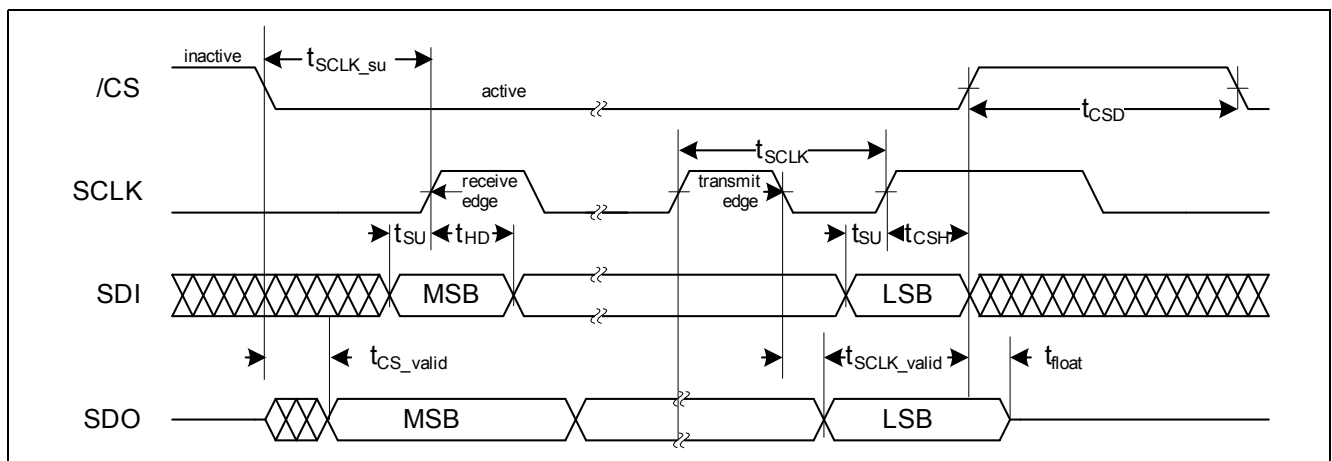 inactive
tSCLK_su
/CS
active
tCSD
tSCLK
SCLK
receive
edge
transmit
edge
tSU
tHD
tSU
tCSH
SDI
MSB
LSB
tCS_valid
tSCLK_valid
tfloat
SDO
MSB
LSB